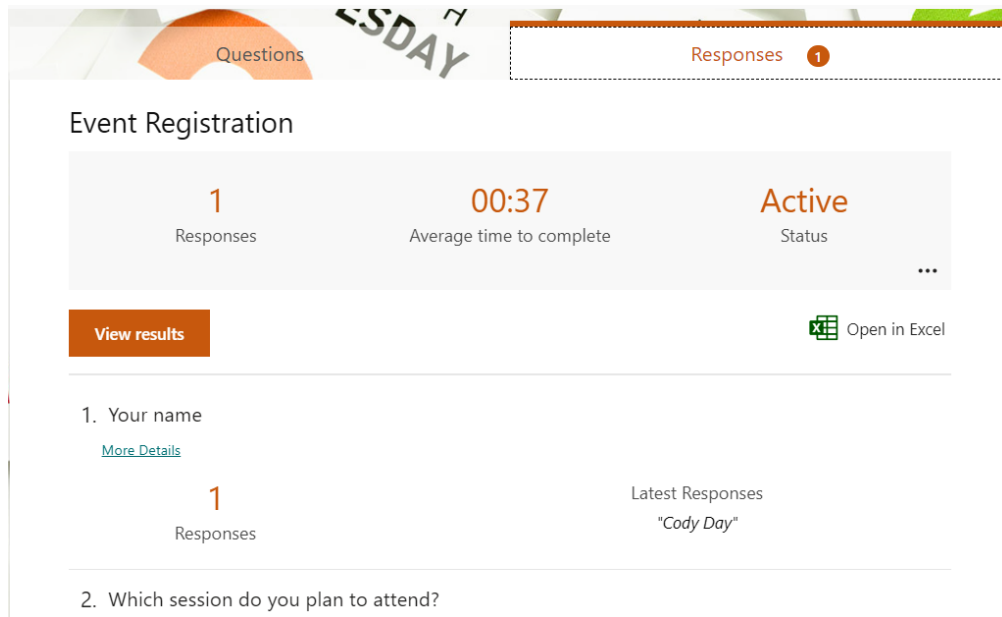 ESDAY
Questions
Responses 1
Event Registration
1 00:37 Active
Responses Average time to complete Status
...
View results
Open in Excel
1. Your name
More Details
1
Responses
Latest Responses
"Cody Day"
2. Which session do you plan to attend?